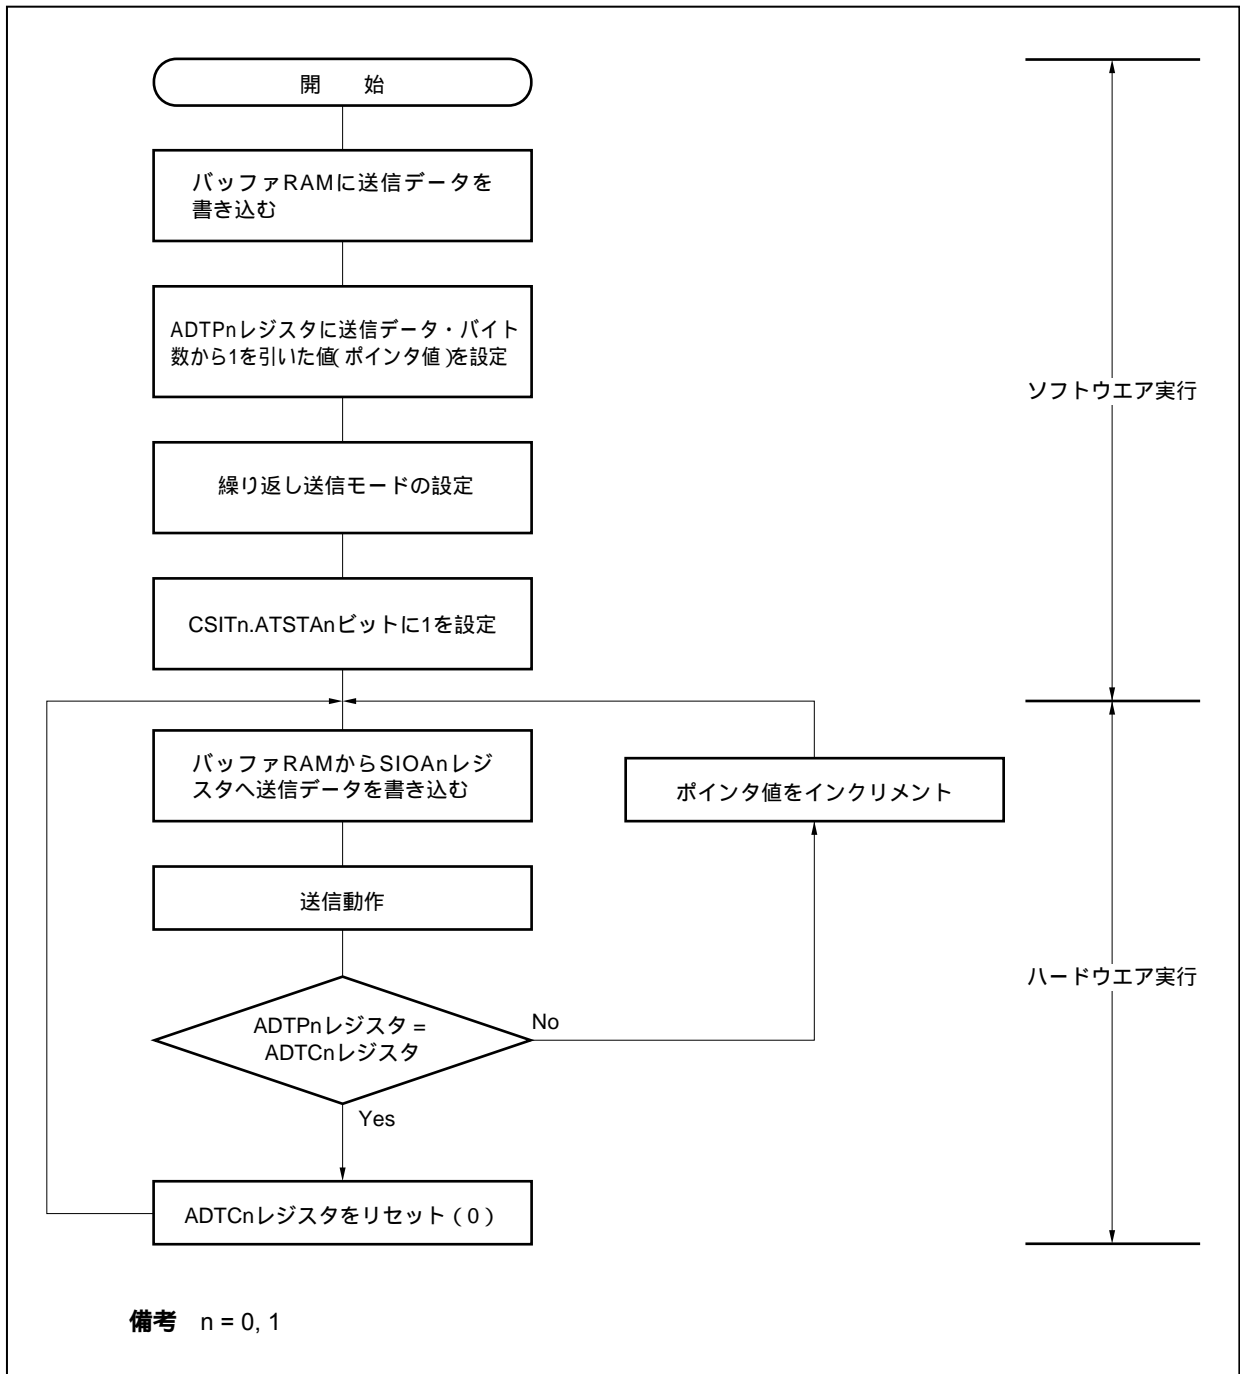 開　始
バッファRAMに送信データを
書き込む
ADTPnレジスタに送信データ・バイト
数から1を引いた値(ポインタ値)を設定
ソフトウエア実行
繰り返し送信モードの設定
CSITn.ATSTAnビットに1を設定
バッファRAMからSIOAnレジ
スタへ送信データを書き込む
ポインタ値をインクリメント
送信動作
ハードウエア実行
ADTPnレジスタ =
ADTCnレジスタ
No
Yes
ADTCnレジスタをリセット（0）
備考　n = 0, 1